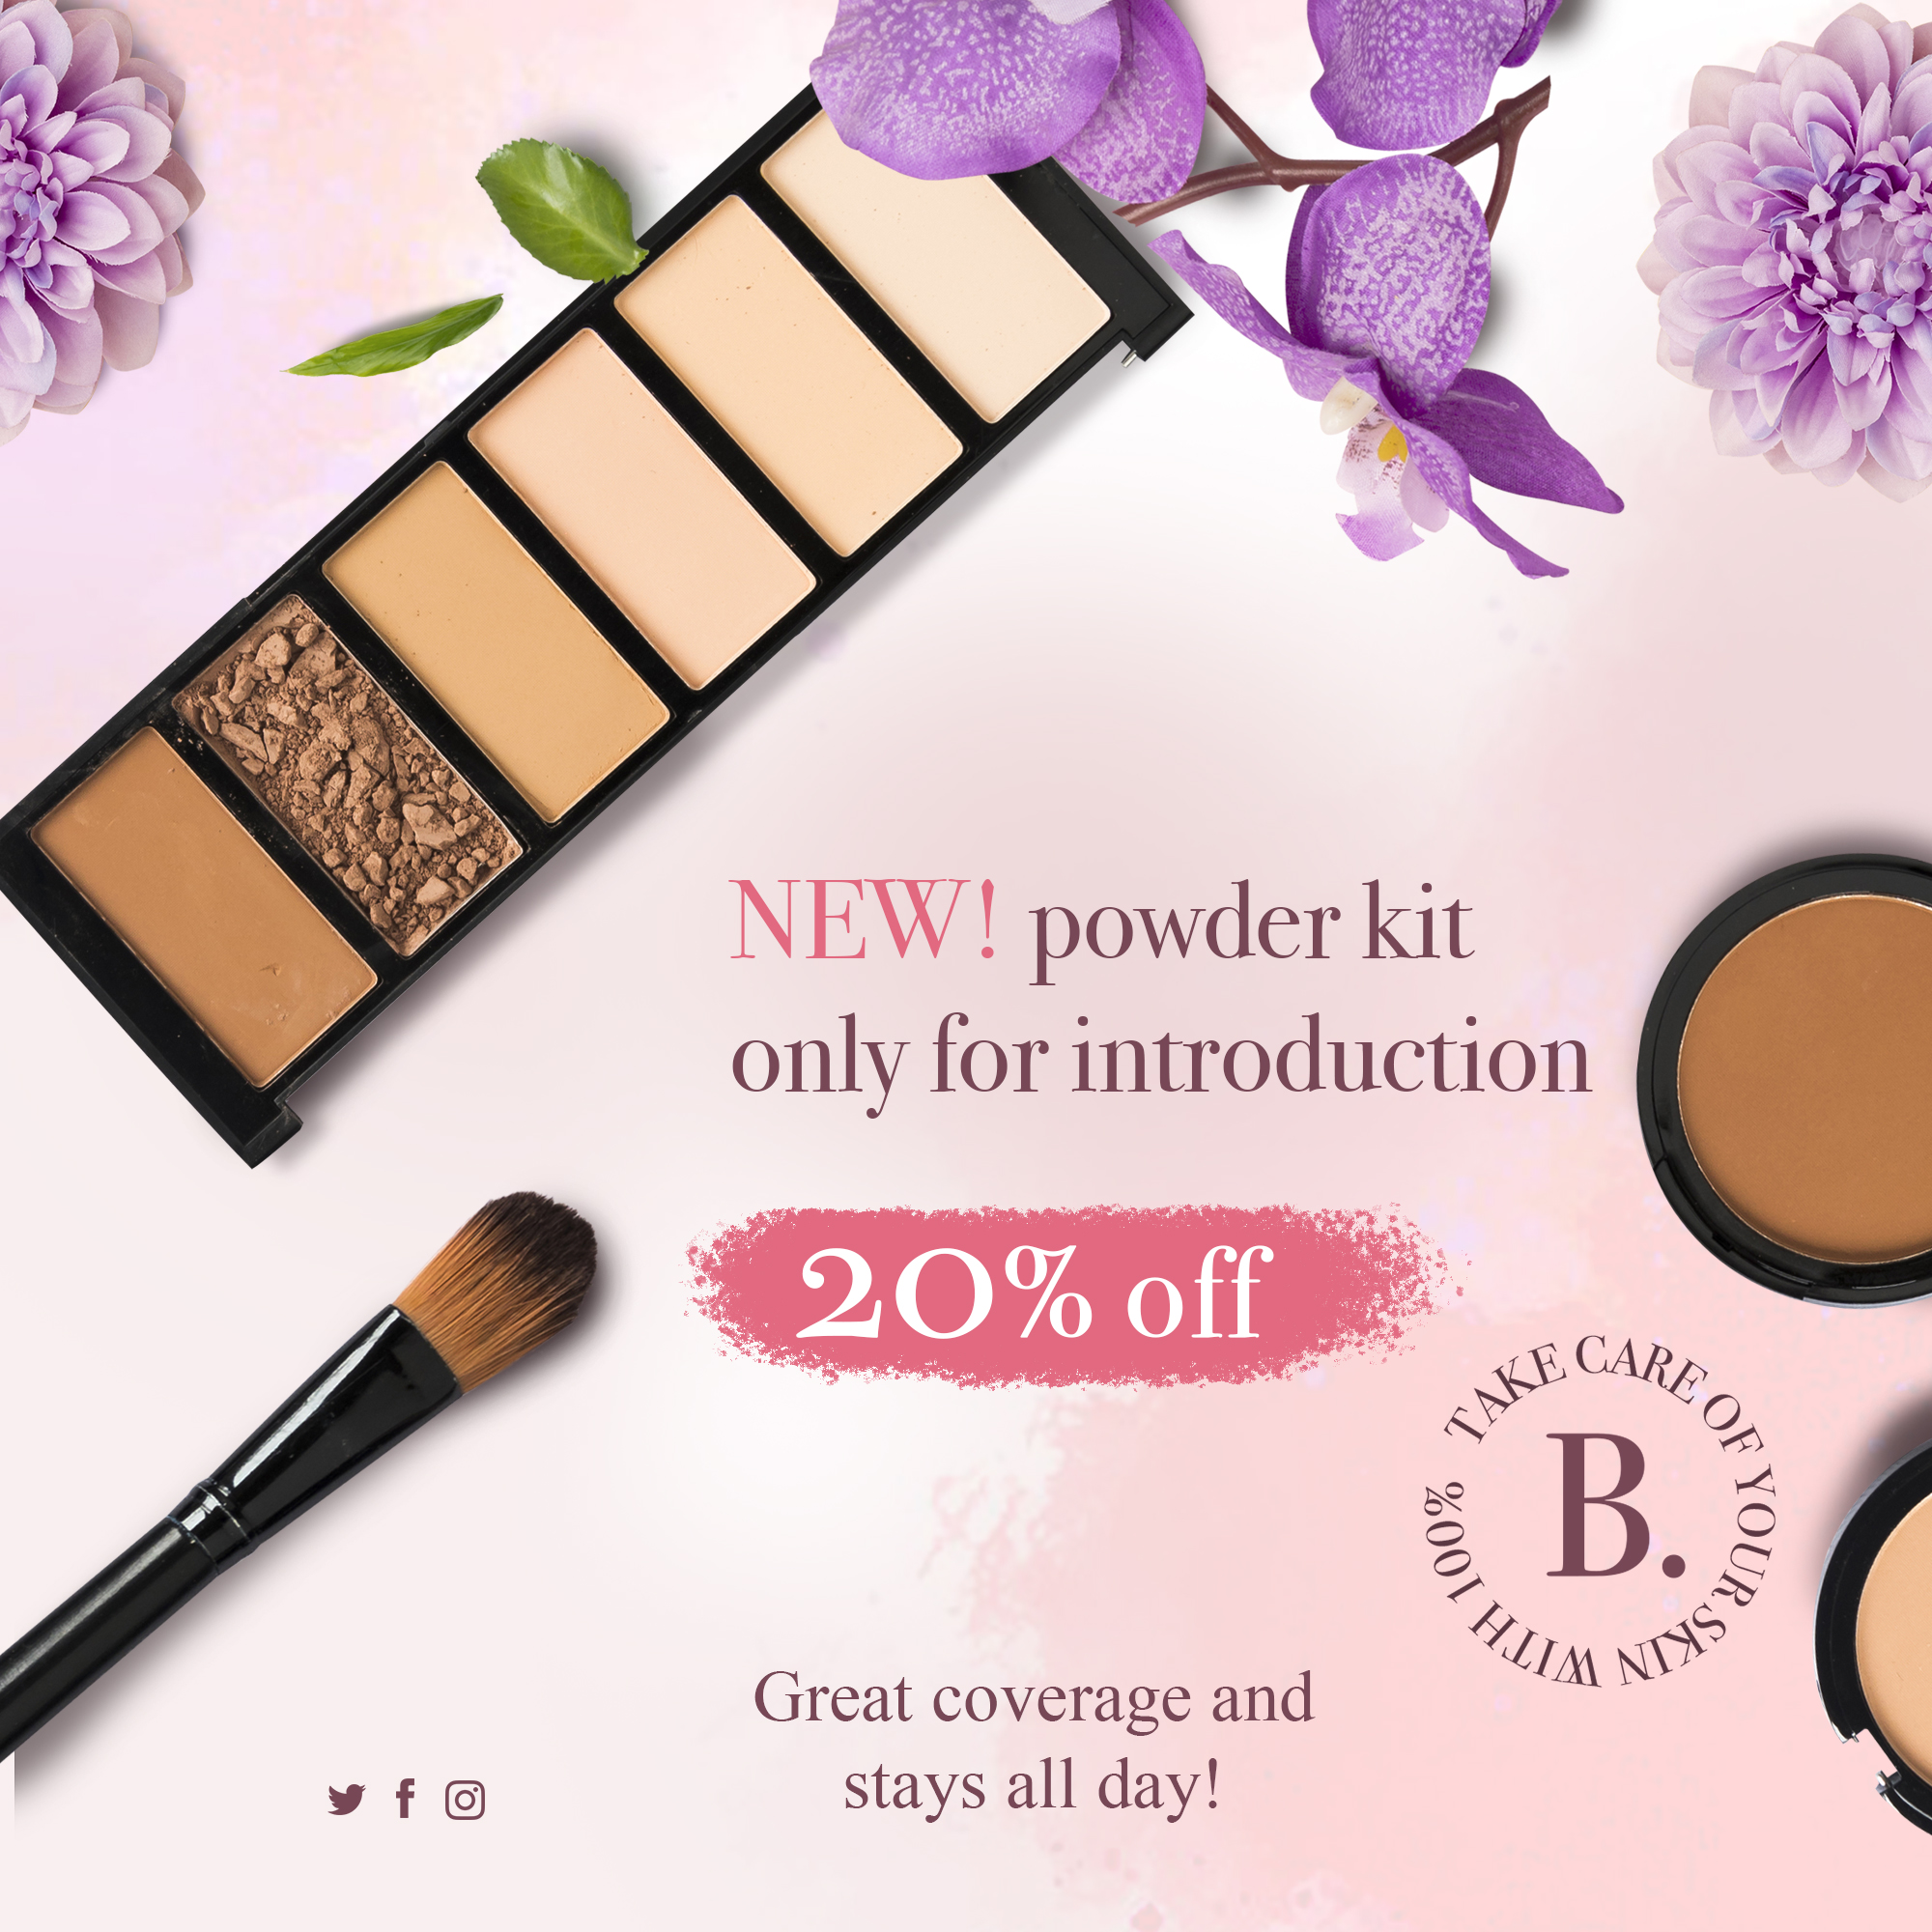 NEW! powder kit
only for introduction
20% off
TAKE CARE OF YOUR SKIN WITH 100%
B.
Great coverage and
stays all day!